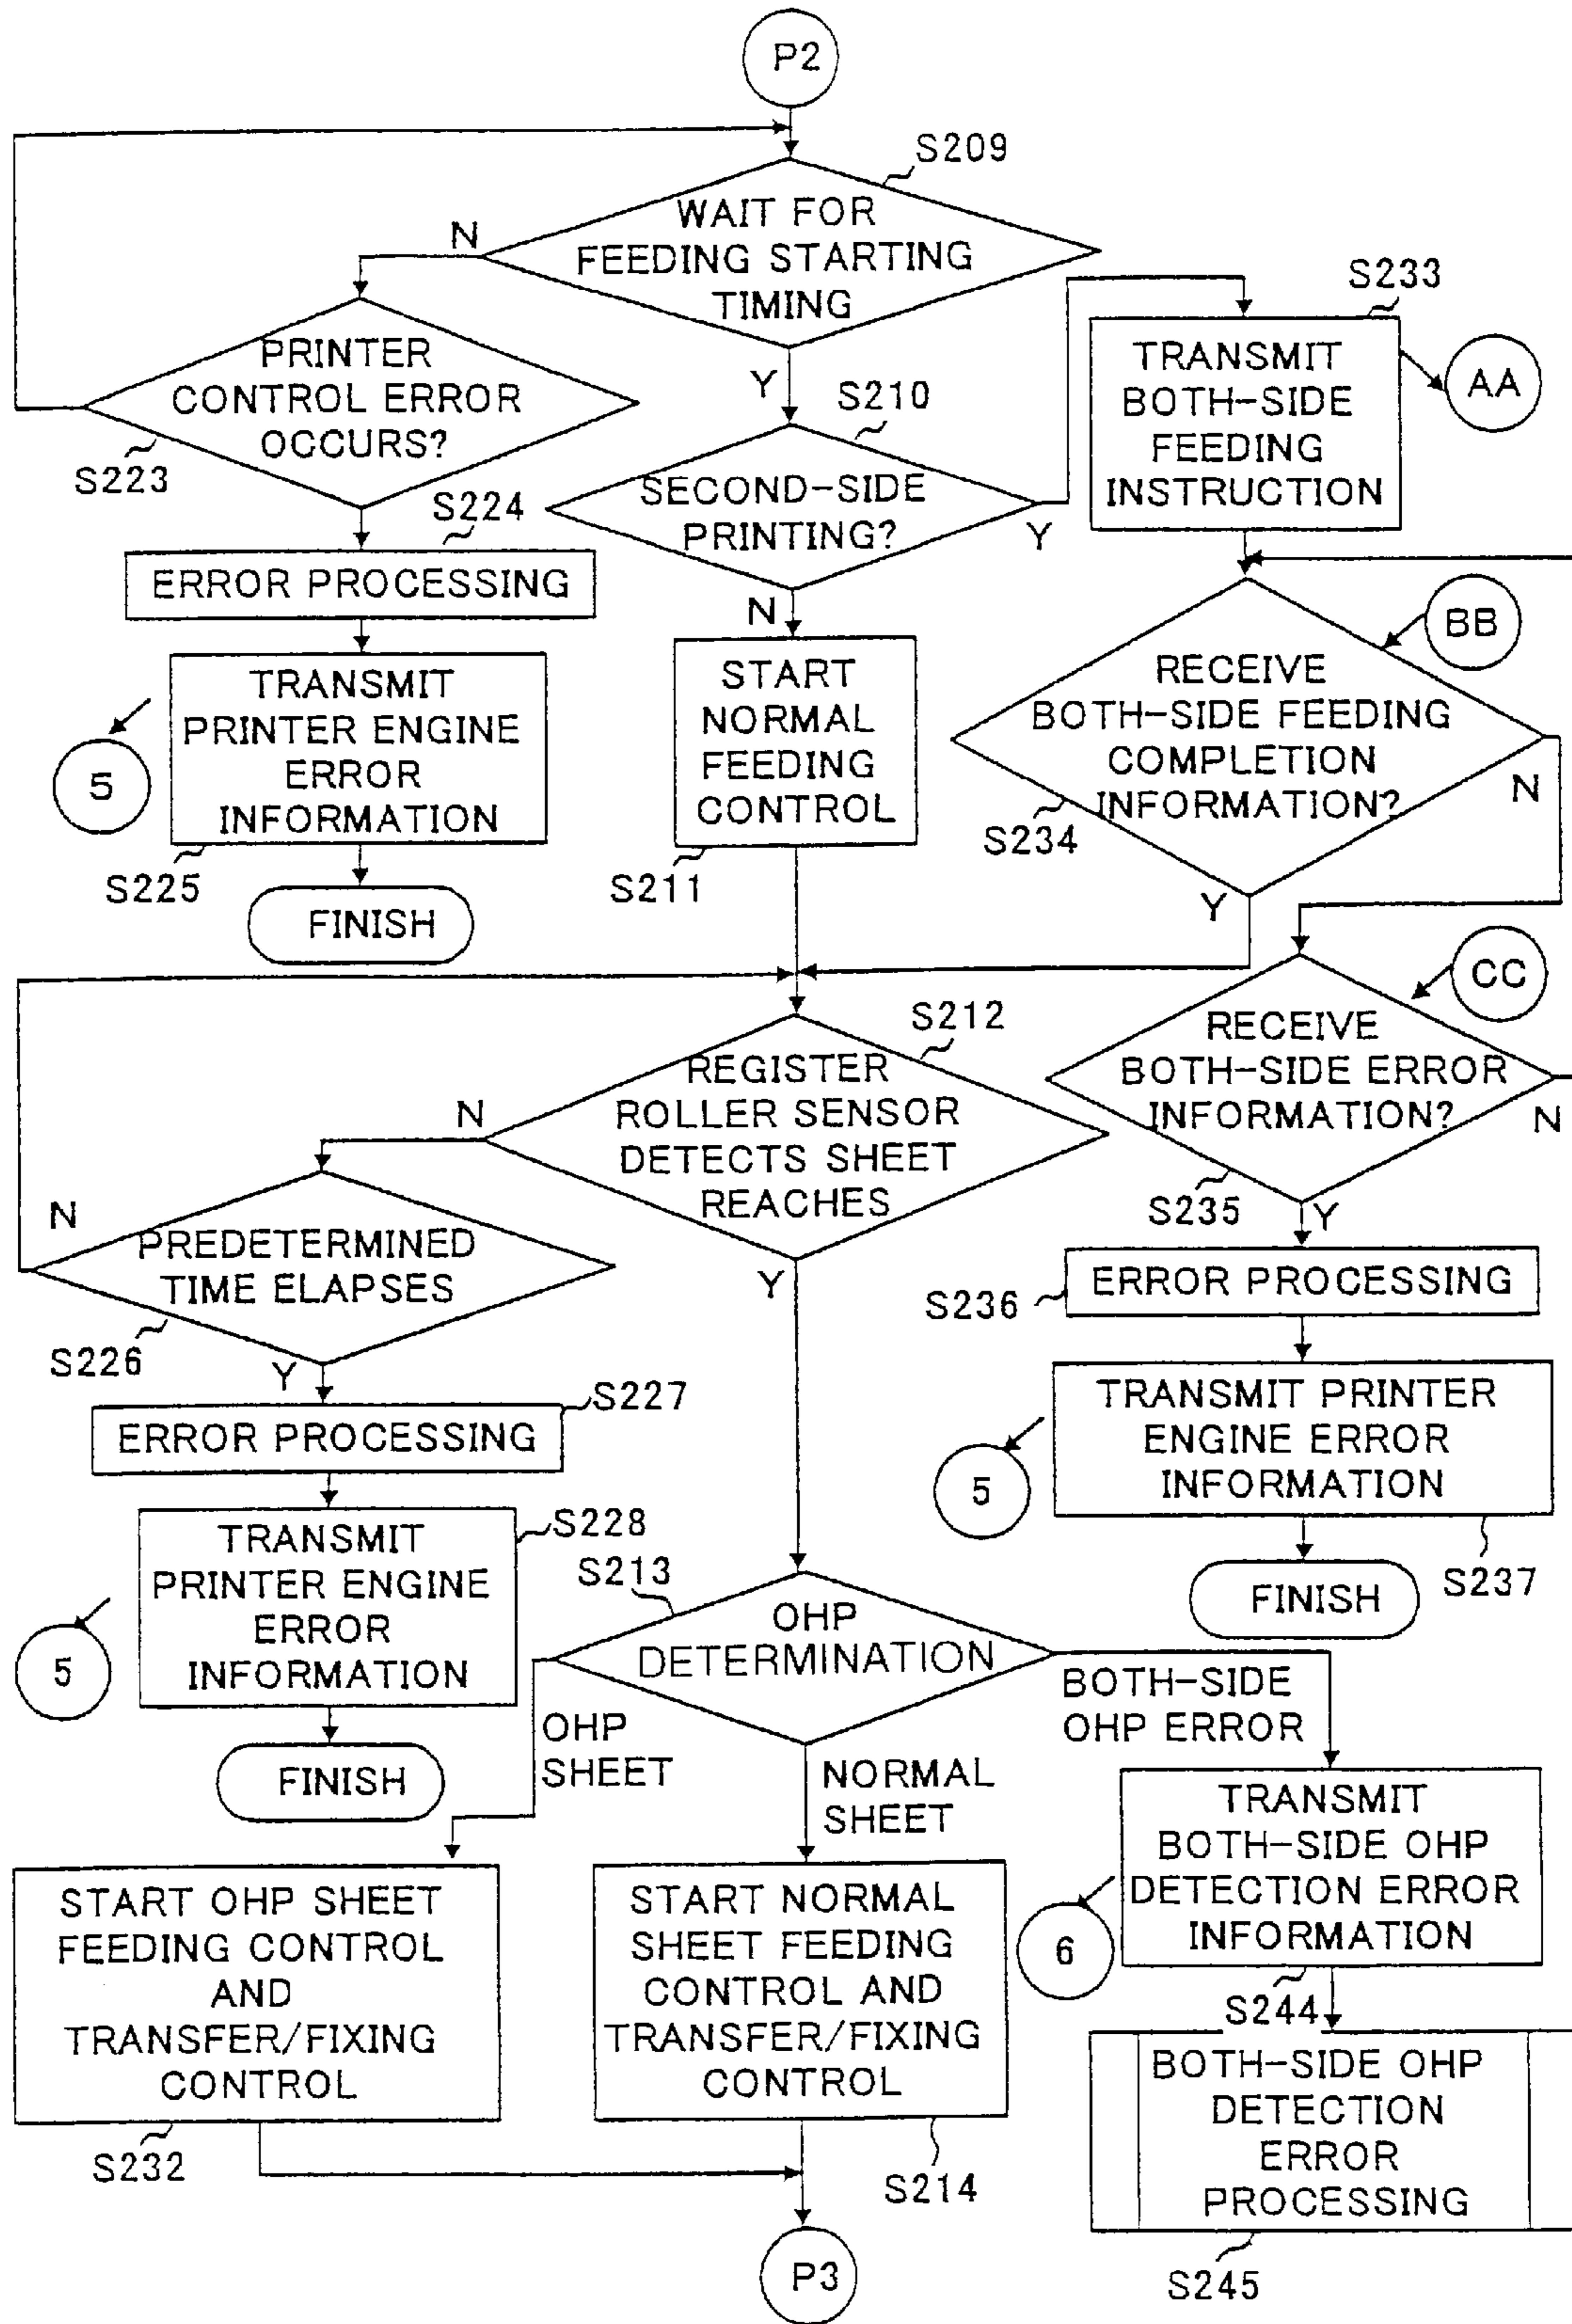 P2
S209
WAIT FOR
FEEDING STARTING
TIMING
N
Y
PRINTER
CONTROL ERROR
OCCURS?
S223
S224
ERROR PROCESSING
TRANSMIT
PRINTER ENGINE
ERROR
INFORMATION
5
S225
FINISH
S210
SECOND-SIDE
PRINTING?
Y
N
START
NORMAL
FEEDING
CONTROL
S211
S233
TRANSMIT
BOTH-SIDE
FEEDING
INSTRUCTION
AA
BB
RECEIVE
BOTH-SIDE FEEDING
COMPLETION
INFORMATION?
N
S234
Y
CC
RECEIVE
BOTH-SIDE ERROR
INFORMATION?
N
S235
Y
S236
ERROR PROCESSING
TRANSMIT PRINTER
ENGINE ERROR
INFORMATION
5
S237
FINISH
S212
REGISTER
ROLLER SENSOR
DETECTS SHEET
REACHES
N
Y
N
PREDETERMINED
TIME ELAPSES
S226
Y
S227
ERROR PROCESSING
S228
TRANSMIT
PRINTER ENGINE
ERROR
INFORMATION
5
FINISH
S213
OHP
DETERMINATION
OHP
SHEET
NORMAL
SHEET
BOTH-SIDE
OHP ERROR
START OHP SHEET
FEEDING CONTROL
AND
TRANSFER/FIXING
CONTROL
S232
START NORMAL
SHEET FEEDING
CONTROL AND
TRANSFER/FIXING
CONTROL
S214
TRANSMIT
BOTH-SIDE OHP
DETECTION ERROR
INFORMATION
6
S244
BOTH-SIDE OHP
DETECTION
ERROR
PROCESSING
S245
P3